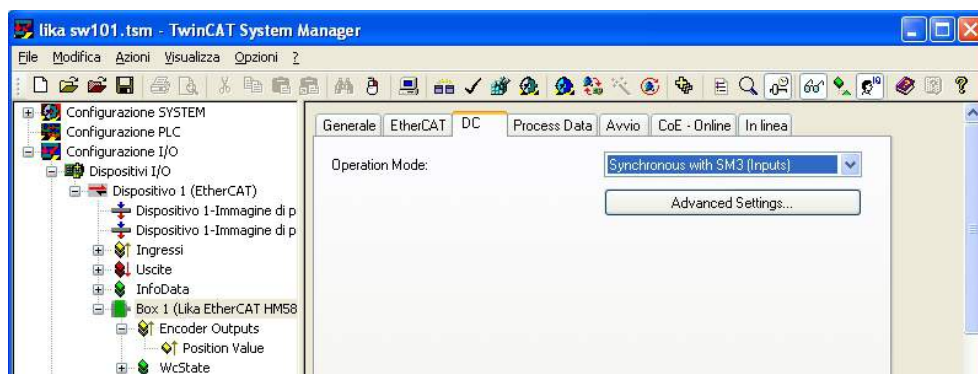 lika sw101.tsm - TwinCAT System Manager
File Modifica Azioni Visualizza Opzioni ?
Configurazione SYSTEM
Configurazione PLC
Configurazione I/O
Dispositivi I/O
Dispositivo 1 (EtherCAT)
Dispositivo 1-Immagine di p
Dispositivo 1-Immagine di p
Ingressi
Uscite
InfoData
Box 1 (Lika EtherCAT HM58
Encoder Outputs
Position Value
WcState
Generale EtherCAT DC Process Data Avvio CoE - Online In linea
Operation Mode: Synchronous with SM3 (Inputs)
Advanced Settings...